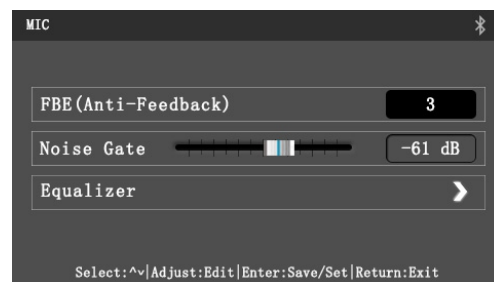 MIC
FBE(Anti-Feedback) 3
Noise Gate -61 dB
Equalizer
Select:^v|Adjust:Edit|Enter:Save/Set|Return:Exit